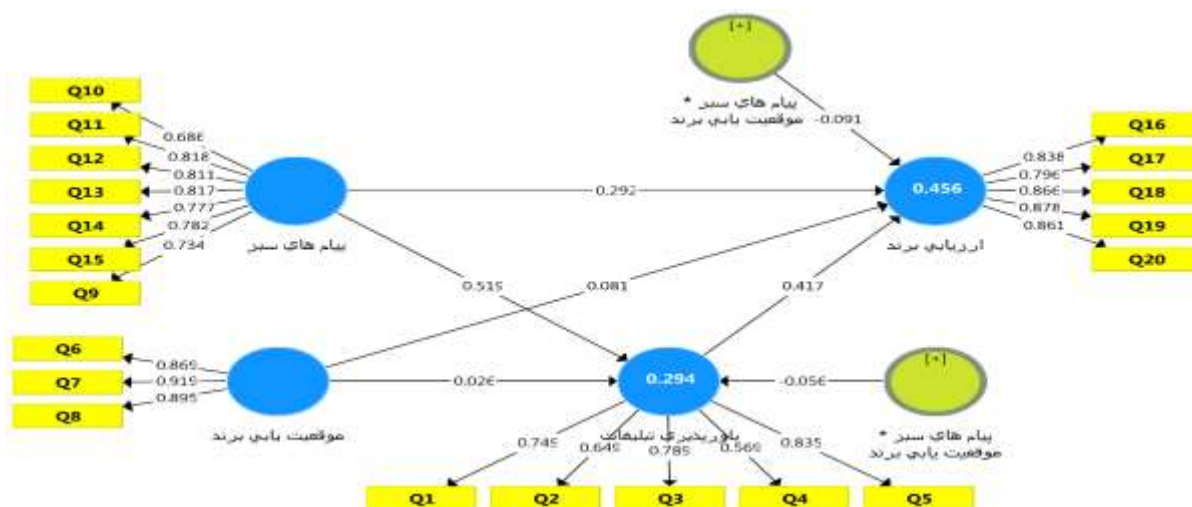 [+]
پیام های سبز *
موقعیت یابی برند
-0.091
Q10
Q11
Q12
Q13
Q14
Q15
Q9
0.686
0.818
0.811
0.817
0.777
0.782
0.734
پیام های سبز
0.292
0.456
ارزیابی برند
0.838
0.796
0.866
0.878
0.861
Q16
Q17
Q18
Q19
Q20
0.515
0.081
0.417
Q6
Q7
Q8
0.869
0.919
0.895
موقعیت یابی برند
0.026
0.294
باورپذیری تبلیغات
-0.056
[+]
پیام های سبز *
موقعیت یابی برند
0.745
0.649
0.785
0.569
0.835
Q1
Q2
Q3
Q4
Q5